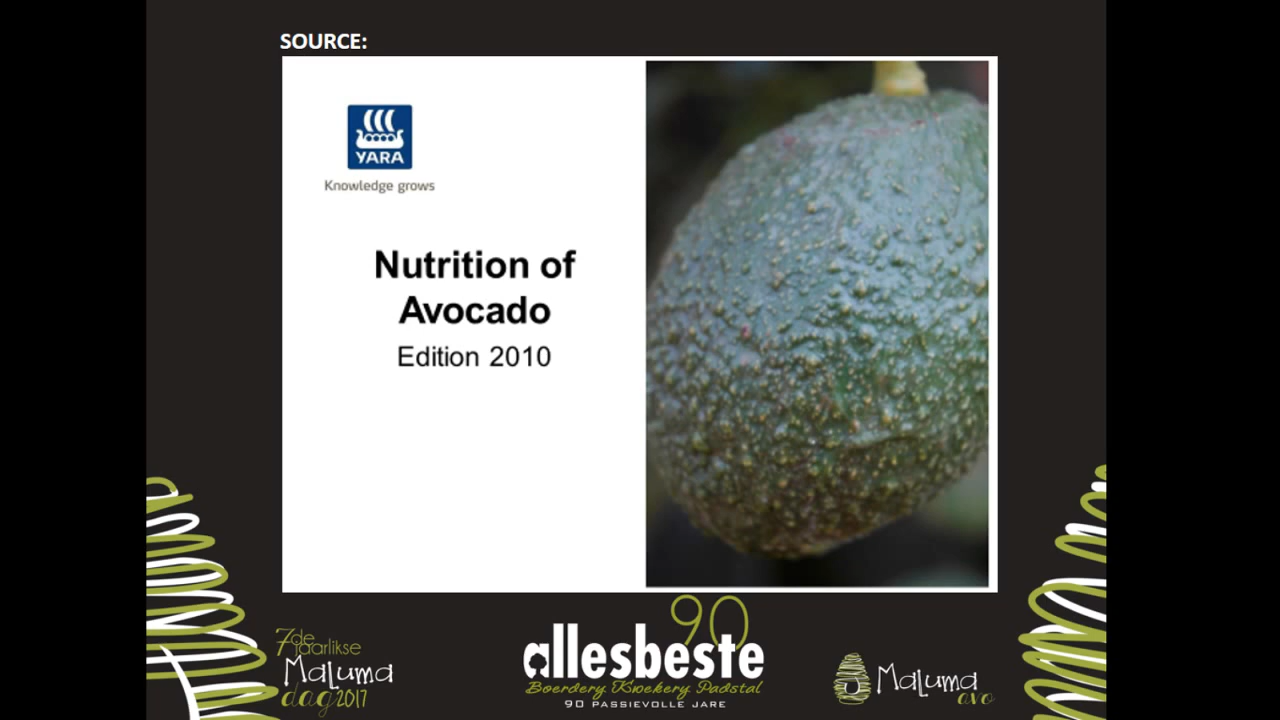 SOURCE:
YARA
Knowledge grows
Nutrition of
Avocado
Edition 2010
7de
jaarlikse
MaLuma
dag 2017
90
allesbeste
Boerdery Kwekery Padstal
90 PASSIEVOLLE JARE
MaLuma
avo